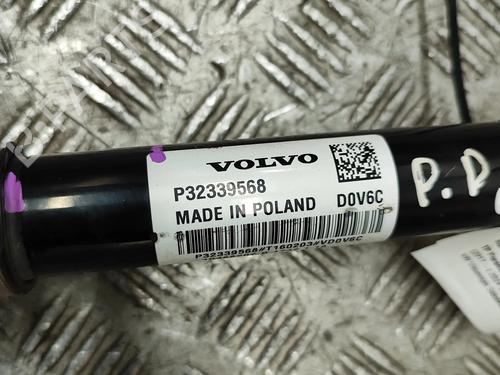 VOLVO
P32339568
MADE IN POLAND D0V6C
P32339568#T160203#VD0V6C
P.D